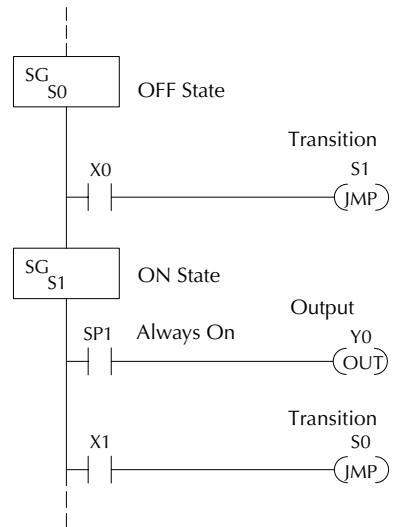 SG
S0
OFF State
Transition
X0
S1
JMP
SG
S1
ON State
Output
SP1
Always On
Y0
OUT
Transition
X1
S0
JMP